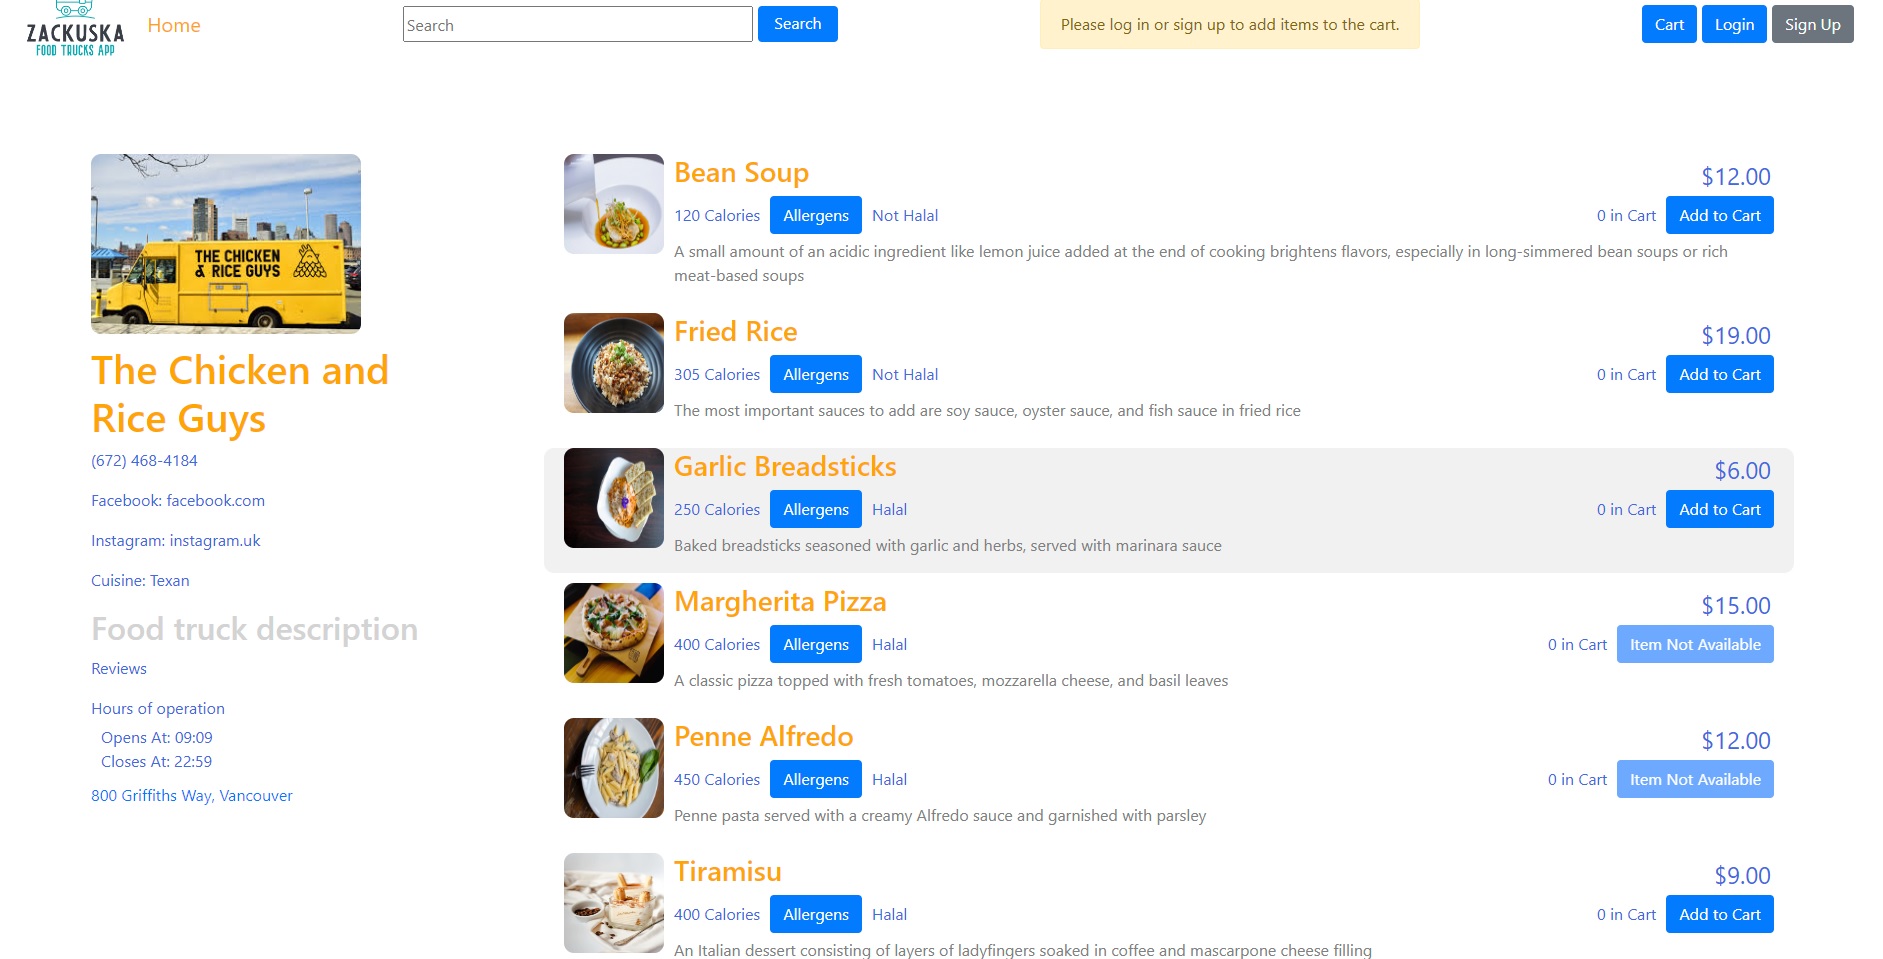 ZACKUSKA
FOOD TRUCKS APP
Home
Search
Search
Please log in or sign up to add items to the cart.
Cart
Login
Sign Up
THE CHICKEN
& RICE GUYS
The Chicken and
Rice Guys
(672) 468-4184
Facebook: facebook.com
Instagram: instagram.uk
Cuisine: Texan
Food truck description
Reviews
Hours of operation
Opens At: 09:09
Closes At: 22:59
800 Griffiths Way, Vancouver
Bean Soup
$12.00
120 Calories Allergens Not Halal
0 in Cart Add to Cart
A small amount of an acidic ingredient like lemon juice added at the end of cooking brightens flavors, especially in long-simmered bean soups or rich
meat-based soups
Fried Rice
$19.00
305 Calories Allergens Not Halal
0 in Cart Add to Cart
The most important sauces to add are soy sauce, oyster sauce, and fish sauce in fried rice
Garlic Breadsticks
$6.00
250 Calories Allergens Halal
0 in Cart Add to Cart
Baked breadsticks seasoned with garlic and herbs, served with marinara sauce
Margherita Pizza
$15.00
400 Calories Allergens Halal
0 in Cart Item Not Available
A classic pizza topped with fresh tomatoes, mozzarella cheese, and basil leaves
Penne Alfredo
$12.00
450 Calories Allergens Halal
0 in Cart Item Not Available
Penne pasta served with a creamy Alfredo sauce and garnished with parsley
Tiramisu
$9.00
400 Calories Allergens Halal
0 in Cart Add to Cart
An Italian dessert consisting of layers of ladyfingers soaked in coffee and mascarpone cheese filling